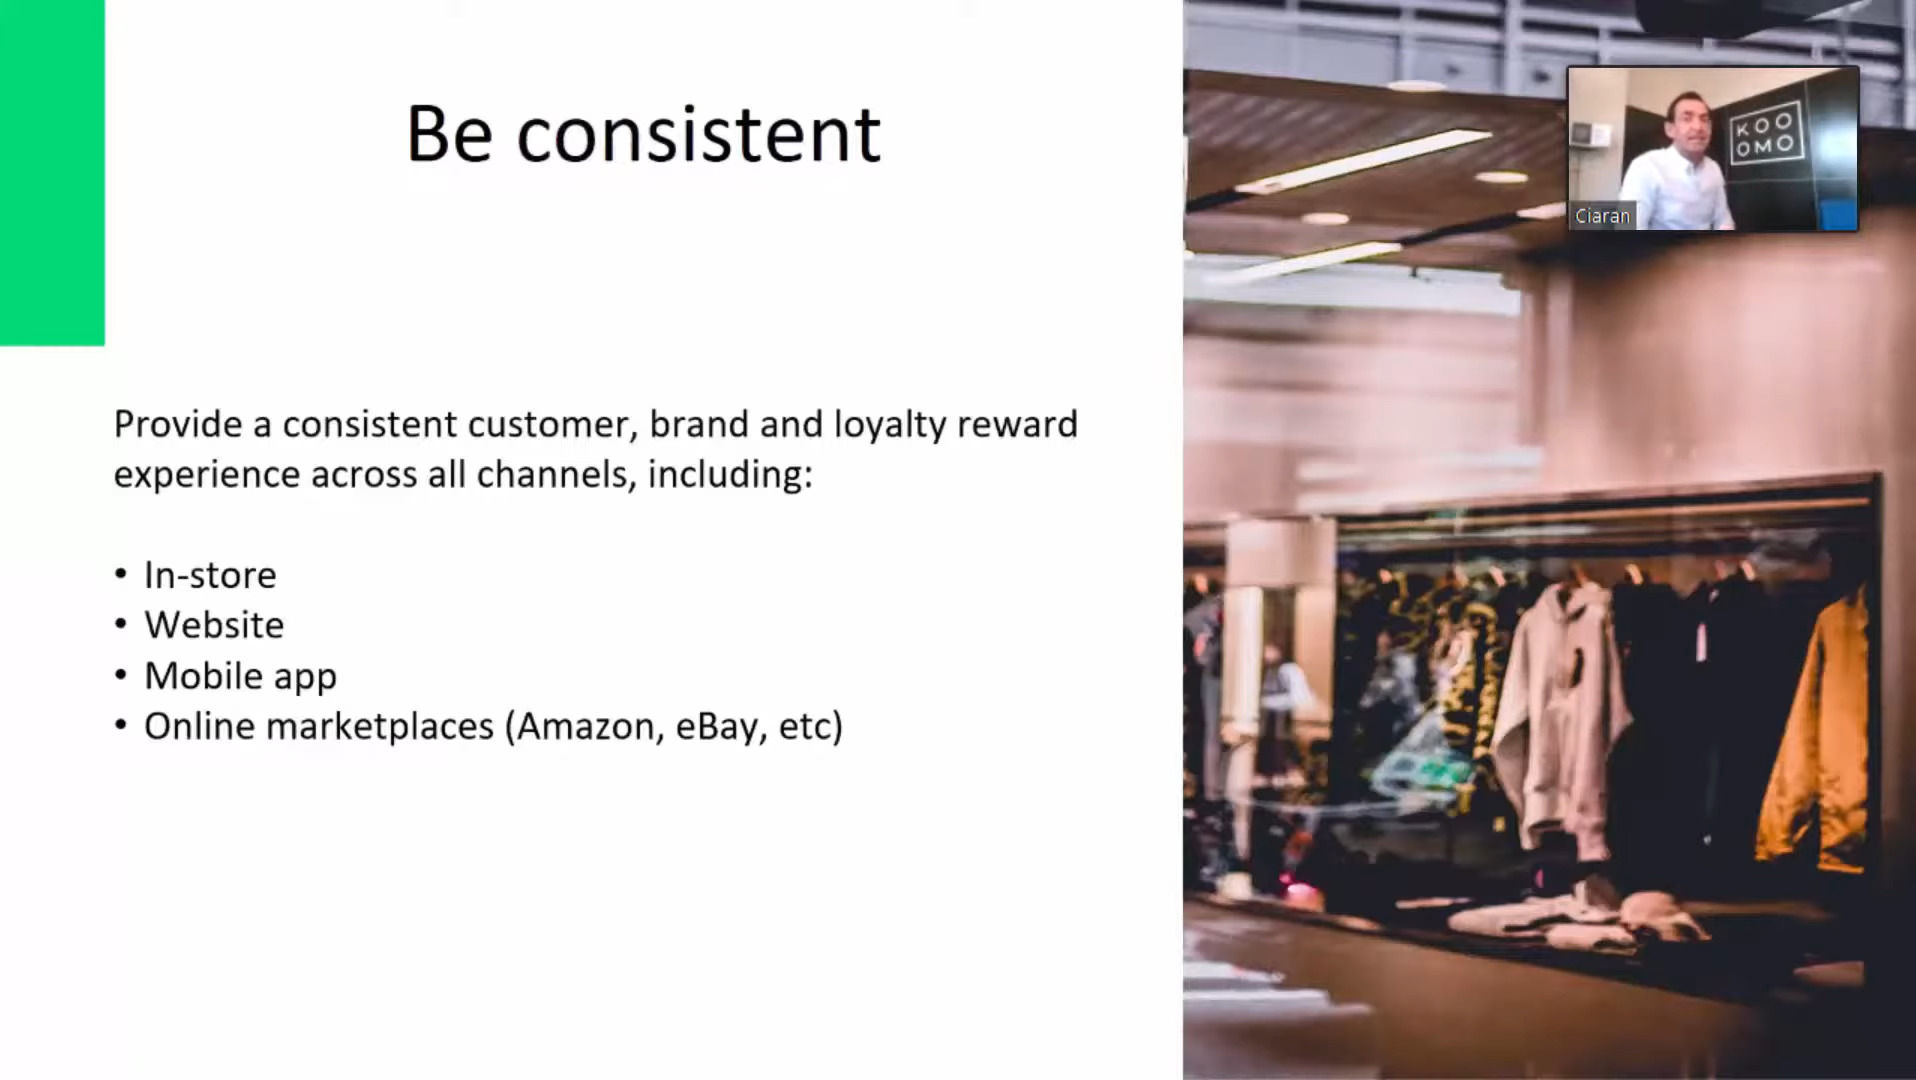 Be consistent
KOO
OMO
Ciaran
Provide a consistent customer, brand and loyalty reward
experience across all channels, including:
• In-store
• Website
• Mobile app
• Online marketplaces (Amazon, eBay, etc)